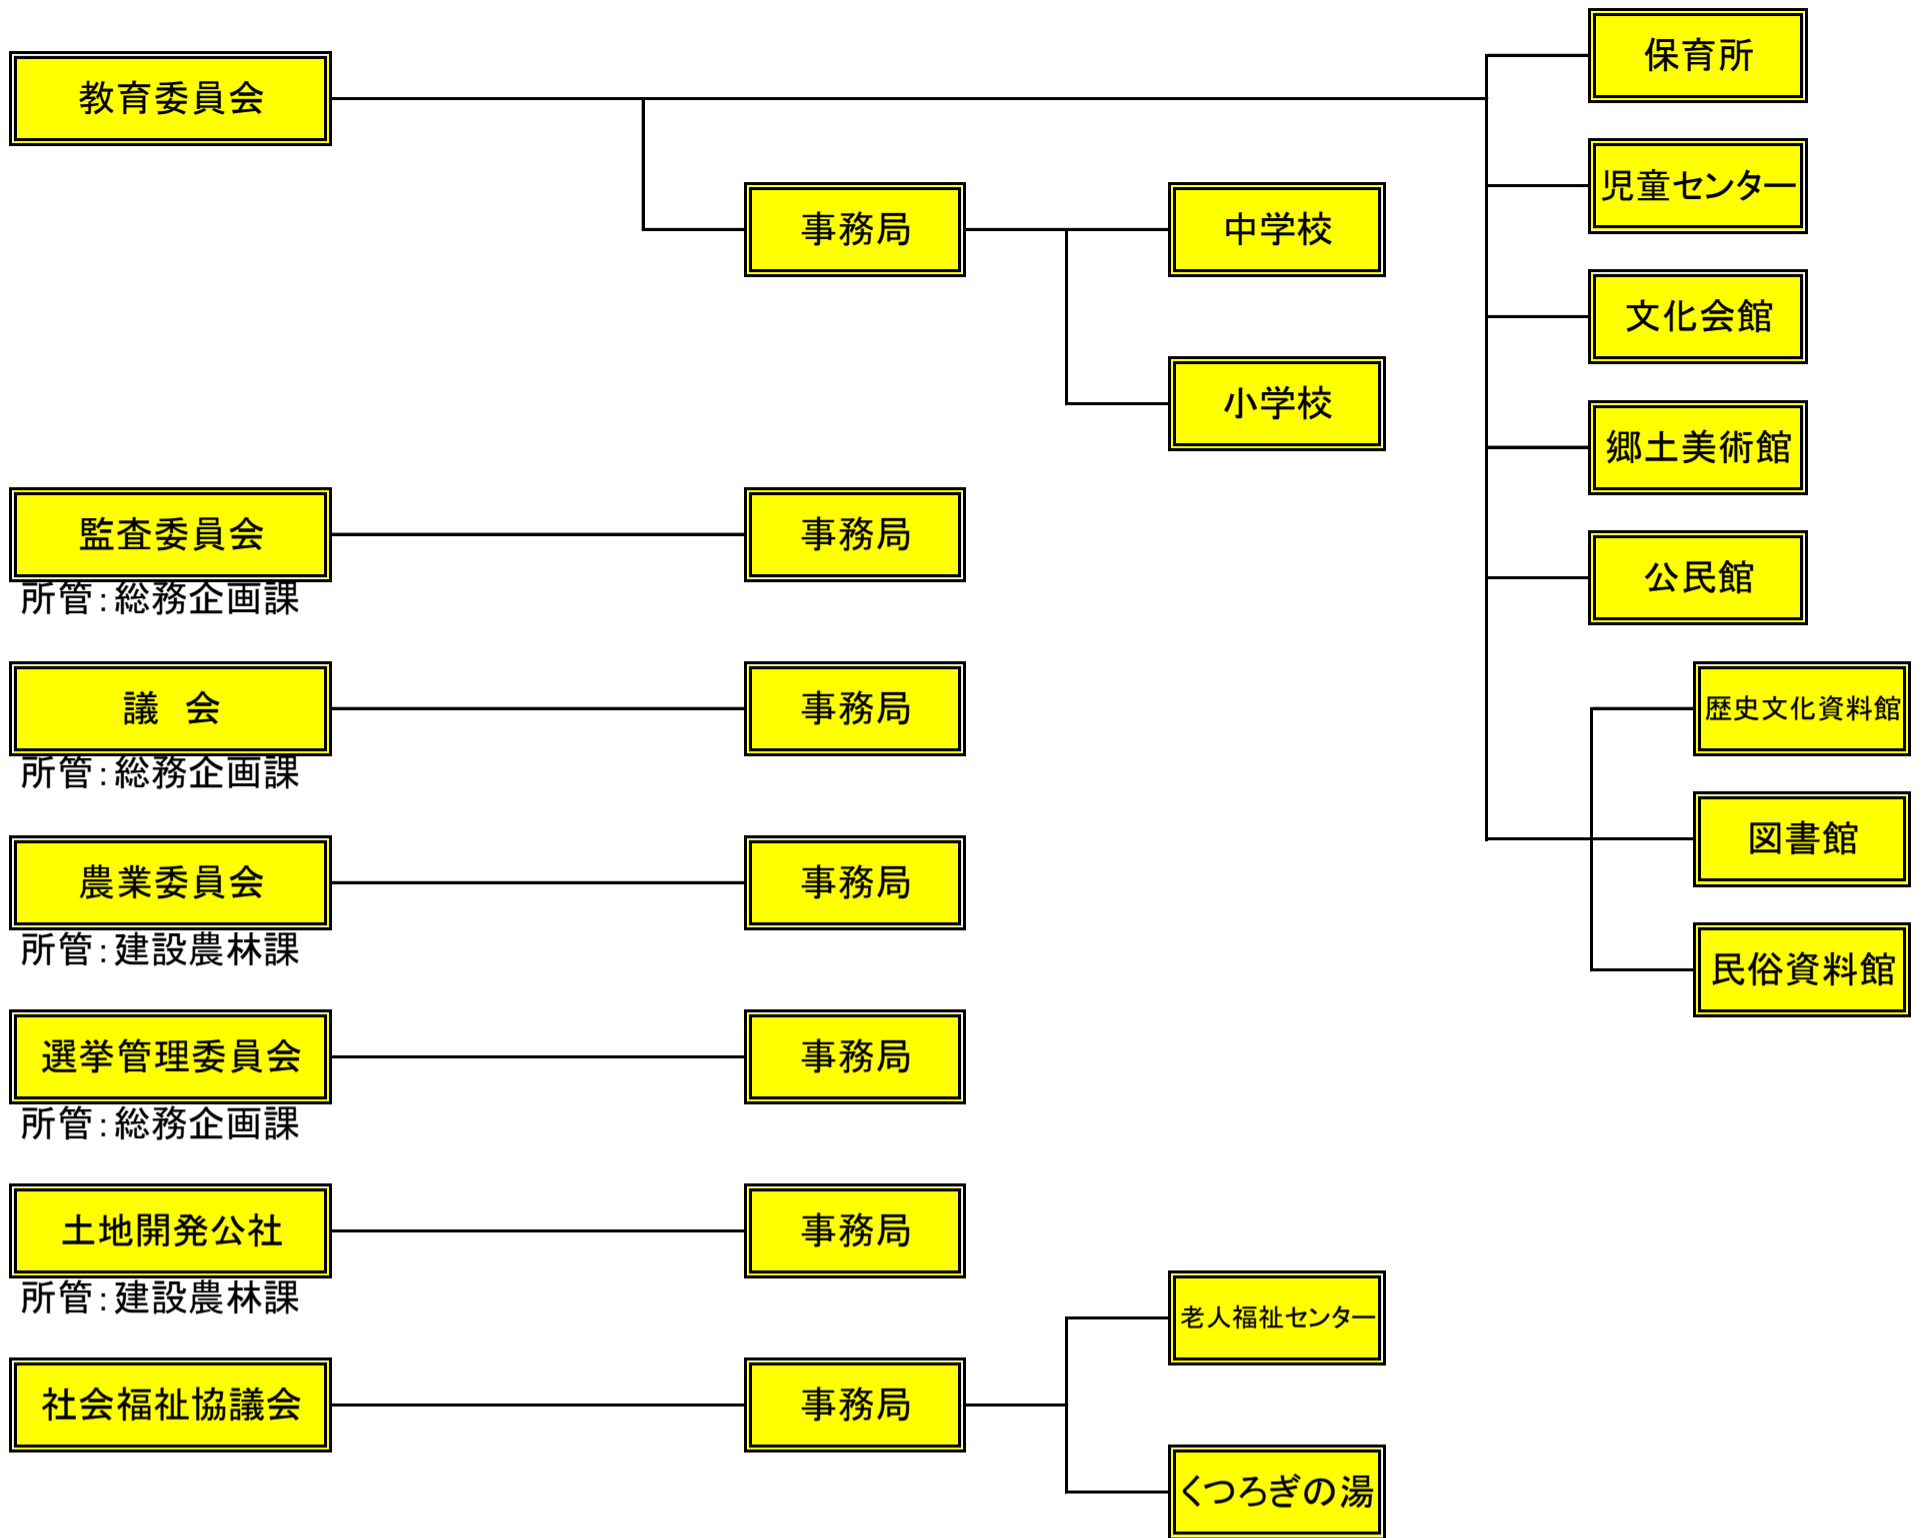 教育委員会
保育所
児童センター
事務局
中学校
文化会館
小学校
郷土美術館
監査委員会
事務局
所管：総務企画課
公民館
議　会
事務局
所管：総務企画課
歴史文化資料館
図書館
農業委員会
事務局
所管：建設農林課
民俗資料館
選挙管理委員会
事務局
所管：総務企画課
土地開発公社
事務局
所管：建設農林課
老人福祉センター
社会福祉協議会
事務局
くつろぎの湯